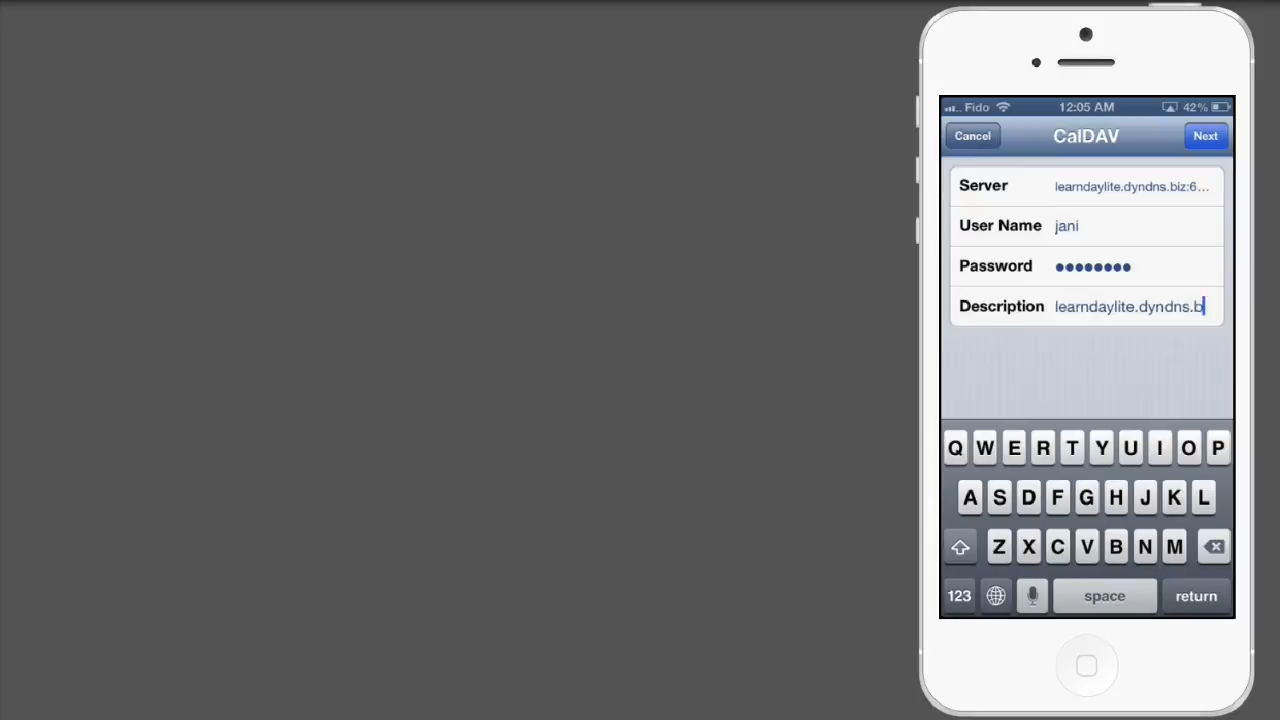 Fido 12:05 AM 42%
Cancel CalDAV Next
Server learndaylite.dyndns.biz:6...
User Name jani
Password ••••••••
Description learndaylite.dyndns.b
Q W E R T Y U I O P
A S D F G H J K L
Z X C V B N M
123 space return